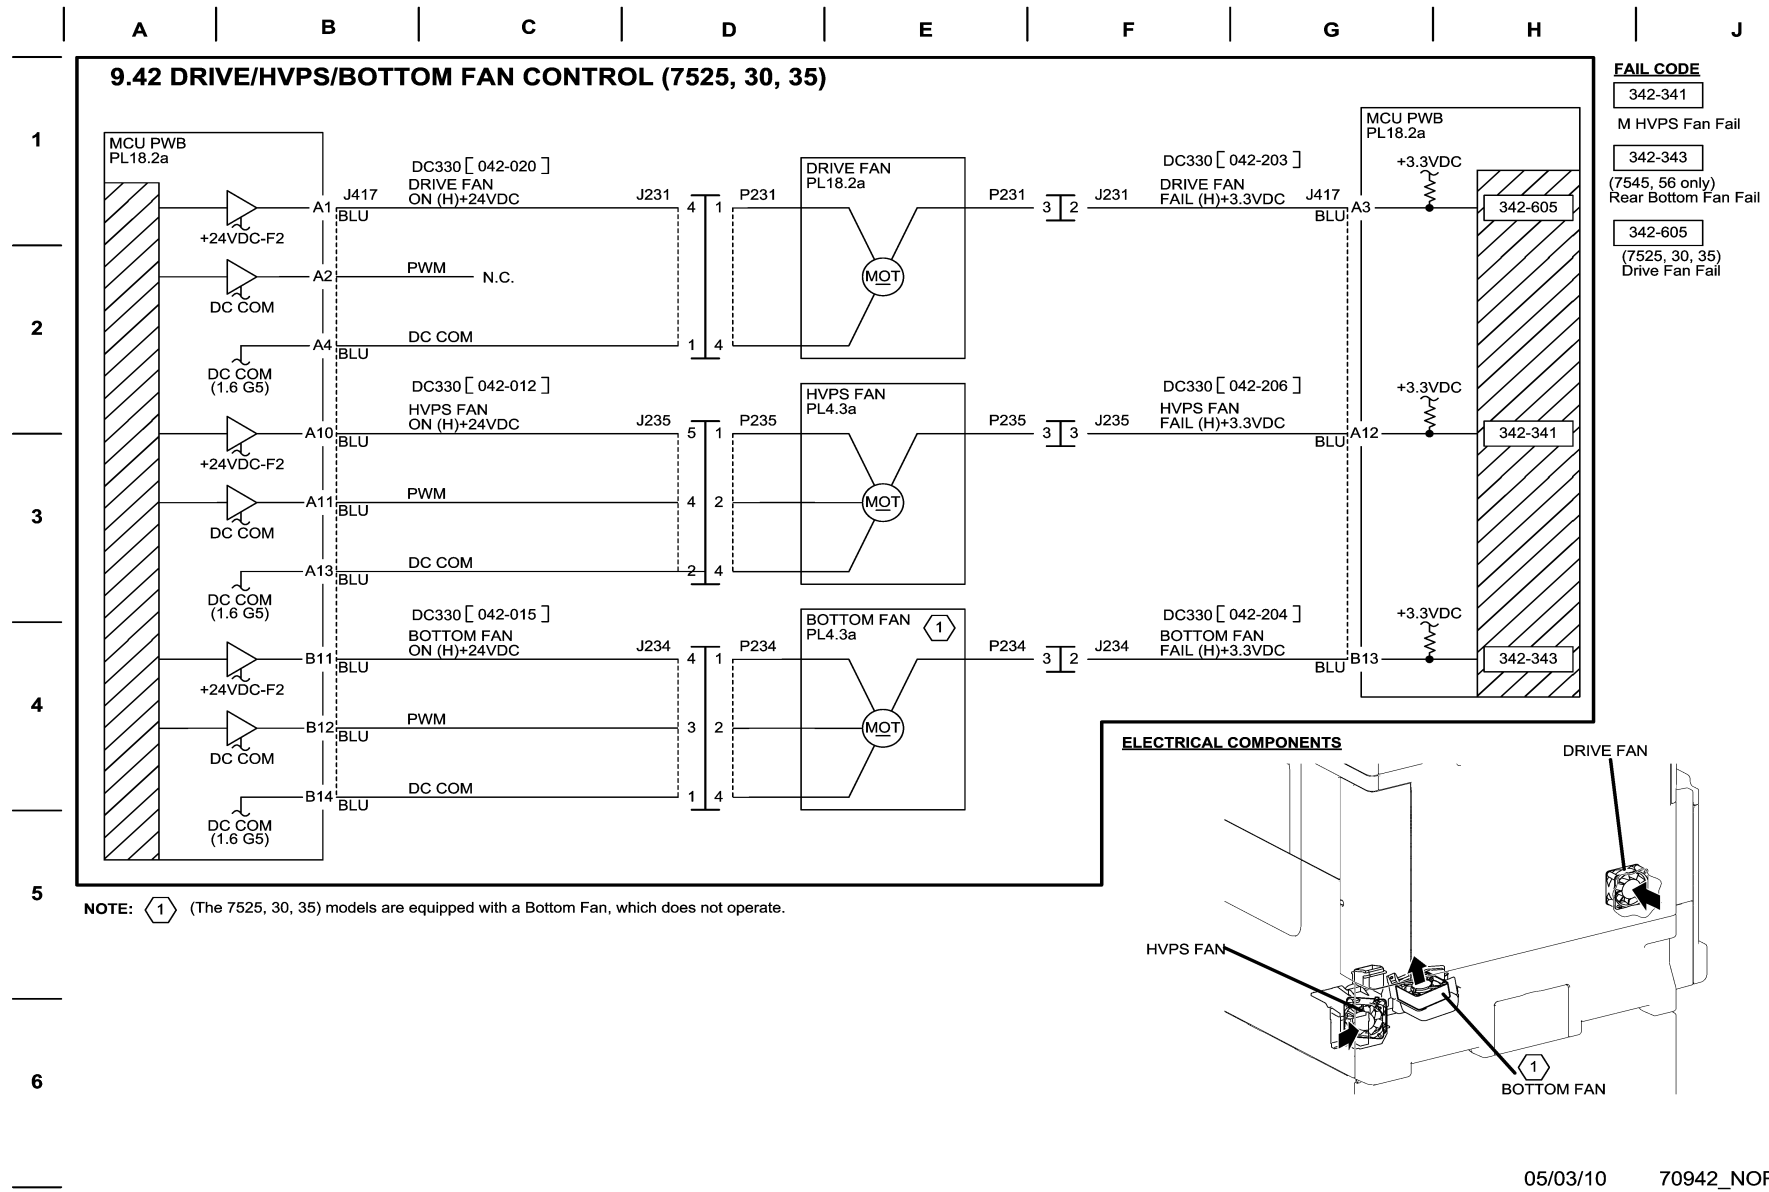 A B C D E F G H J
9.42 DRIVE/HVPS/BOTTOM FAN CONTROL (7525, 30, 35)
FAIL CODE
342-341
M HVPS Fan Fail
342-343
(7545, 56 only)
Rear Bottom Fan Fail
342-605
(7525, 30, 35)
Drive Fan Fail
1
2
3
4
5
6
MCU PWB
PL18.2a
+24VDC-F2
DC COM
DC COM
(1.6 G5)
A1 J417
BLU
DC330 [ 042-020 ]
DRIVE FAN
ON (H)+24VDC
J231 4 1 P231
A2 PWM N.C.
A4 BLU DC COM 1 4
DRIVE FAN
PL18.2a
MOT
P231 3 2 J231
DC330 [ 042-203 ]
DRIVE FAN
FAIL (H)+3.3VDC
J417
BLU A3
MCU PWB
PL18.2a
+3.3VDC
342-605
+24VDC-F2
DC COM
DC COM
(1.6 G5)
A10 BLU
DC330 [ 042-012 ]
HVPS FAN
ON (H)+24VDC
J235 5 1 P235
A11 BLU PWM 4 2
A13 BLU DC COM 2 4
HVPS FAN
PL4.3a
MOT
P235 3 3 J235
DC330 [ 042-206 ]
HVPS FAN
FAIL (H)+3.3VDC
BLU A12
+3.3VDC
342-341
+24VDC-F2
DC COM
DC COM
(1.6 G5)
B11 BLU
DC330 [ 042-015 ]
BOTTOM FAN
ON (H)+24VDC
J234 4 1 P234
B12 BLU PWM 3 2
B14 BLU DC COM 1 4
BOTTOM FAN 1
PL4.3a
MOT
P234 3 2 J234
DC330 [ 042-204 ]
BOTTOM FAN
FAIL (H)+3.3VDC
BLU B13
+3.3VDC
342-343
NOTE: 1 (The 7525, 30, 35) models are equipped with a Bottom Fan, which does not operate.
ELECTRICAL COMPONENTS
DRIVE FAN
HVPS FAN
1
BOTTOM FAN
05/03/10